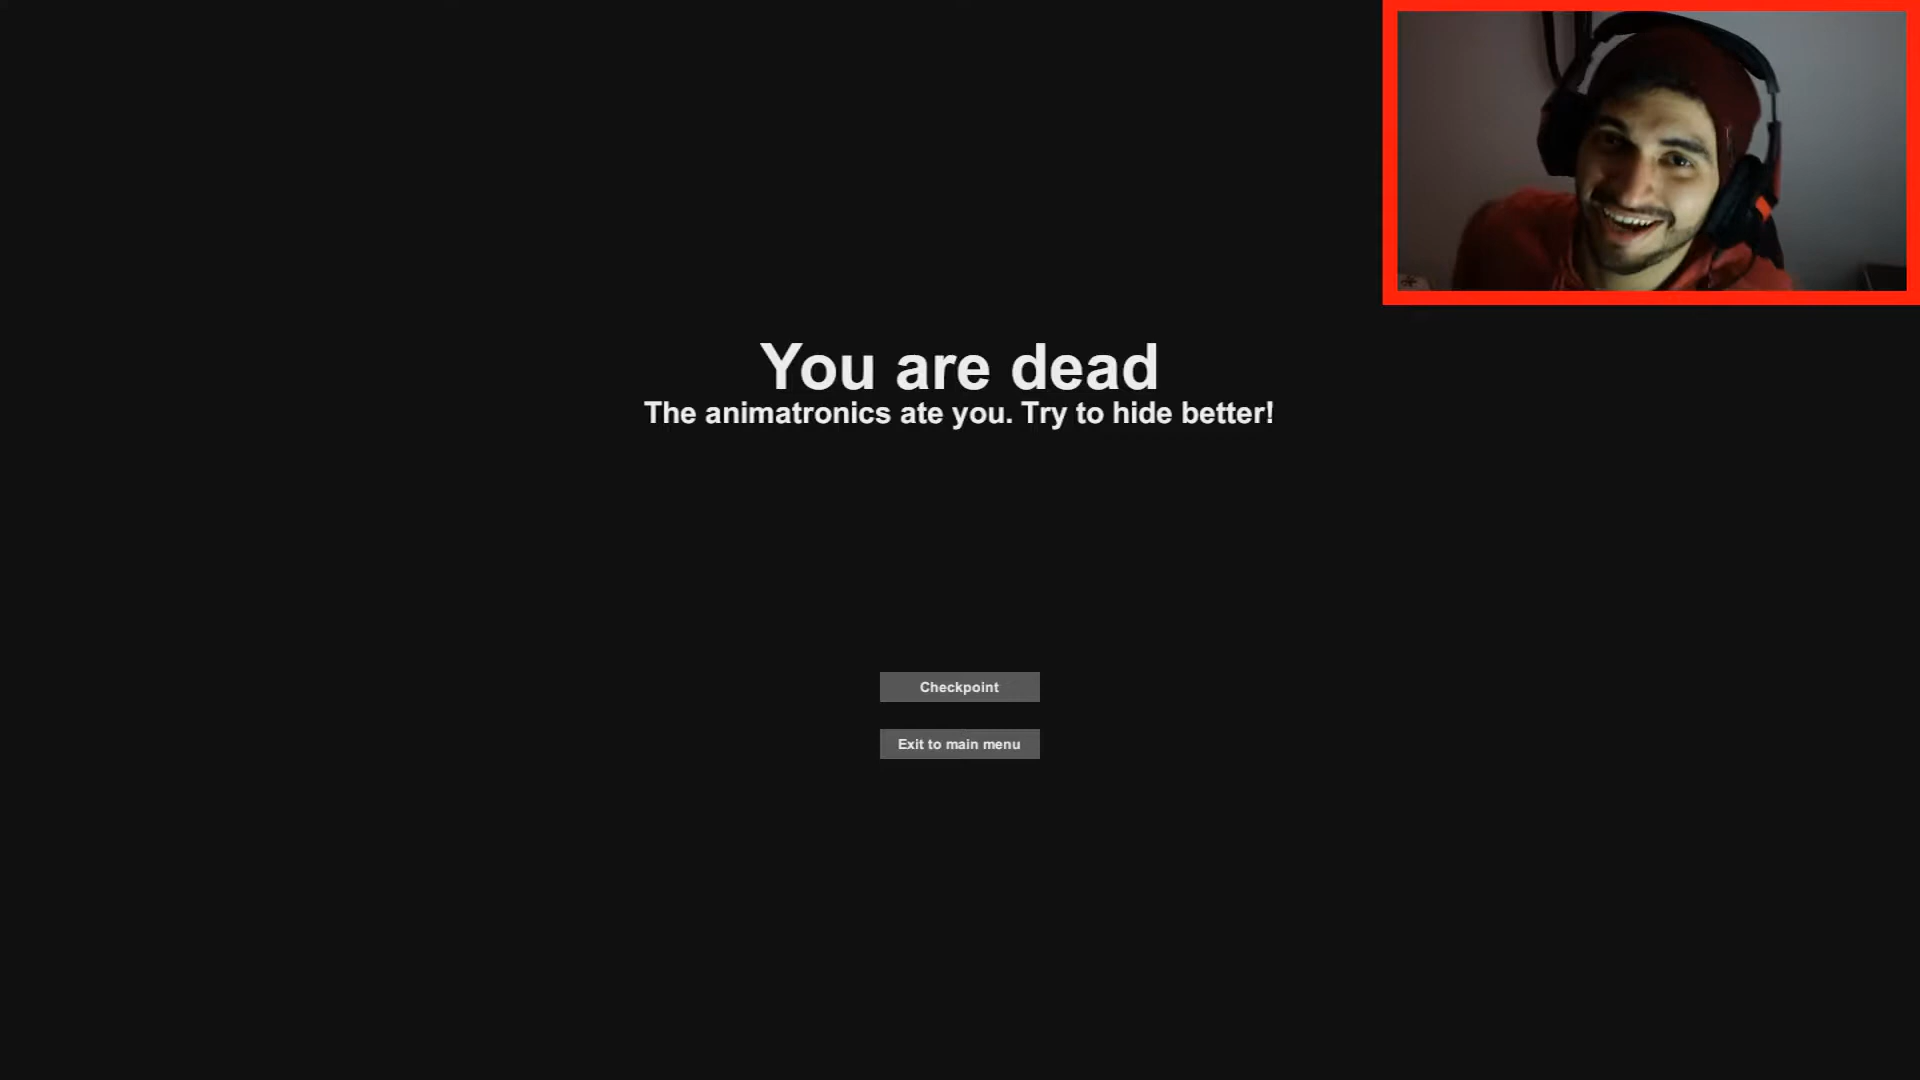 You are dead
The animatronics ate you. Try to hide better!
Checkpoint
Exit to main menu